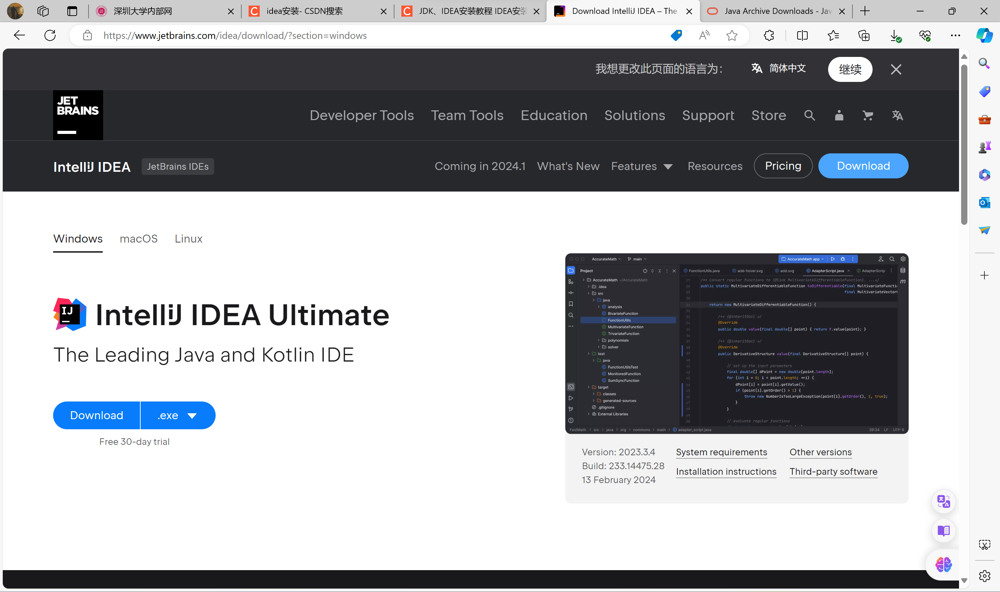 深圳大学内部网
idea安装- CSDN搜索
JDK、IDEA安装教程 IDEA安装
Download IntelliJ IDEA – The
Java Archive Downloads - Jav
https://www.jetbrains.com/idea/download/?section=windows
我想更改此页面的语言为：
简体中文
继续
JET
BRAINS
Developer Tools
Team Tools
Education
Solutions
Support
Store
IntelliJ IDEA
JetBrains IDEs
Coming in 2024.1
What's New
Features
Resources
Pricing
Download
Windows
macOS
Linux
IJ
IntelliJ IDEA Ultimate
The Leading Java and Kotlin IDE
Download
.exe
Free 30-day trial
AccurateMath
main
AccurateMath app
Project
AccurateMath ~/AccurateMath
.idea
src
java
analysis
BivariateFunction
FunctionUtils
MultivariateFunction
TrivariateFunction
polynomials
solver
test
java
FunctionUtilsTest
MonitoredFunction
SumSyncFunction
target
classes
generated-sources
.gitignore
External Libraries
FunctionUtils.java
add-hover.svg
add.svg
AdapterScript.java
AdapterScrip
27 /** Convert regular functions to {@link MultivariateDifferentiableFunction}. ...*/
28 public static MultivariateDifferentiableFunction toDifferentiable(final MultivariateFuncti
29 final MultivariateVector
30
31 return new MultivariateDifferentiableFunction() {
32
33 /** {@inheritDoc} */
34 @Override
35 public double value(final double[] point) { return f.value(point); }
36
37 /** {@inheritDoc} */
38 @Override
39 public DerivativeStructure value(final DerivativeStructure[] point) {
40
41 // set up the input parameters
42 final double[] dPoint = new double[point.length];
43 for (int i = 0; i < point.length; ++i) {
44 dPoint[i] = point[i].getValue();
45 if (point[i].getOrder() > 1) {
46 throw new NumberIsTooLargeException(point[i].getOrder(), 1, true);
47 }
48 }
49
50 // evaluate regular functions
FastMath > src > java > org > commons > math > adapter_script.java
39:34 LF UTF-8
Version: 2023.3.4
Build: 233.14475.28
13 February 2024
System requirements
Installation instructions
Other versions
Third-party software